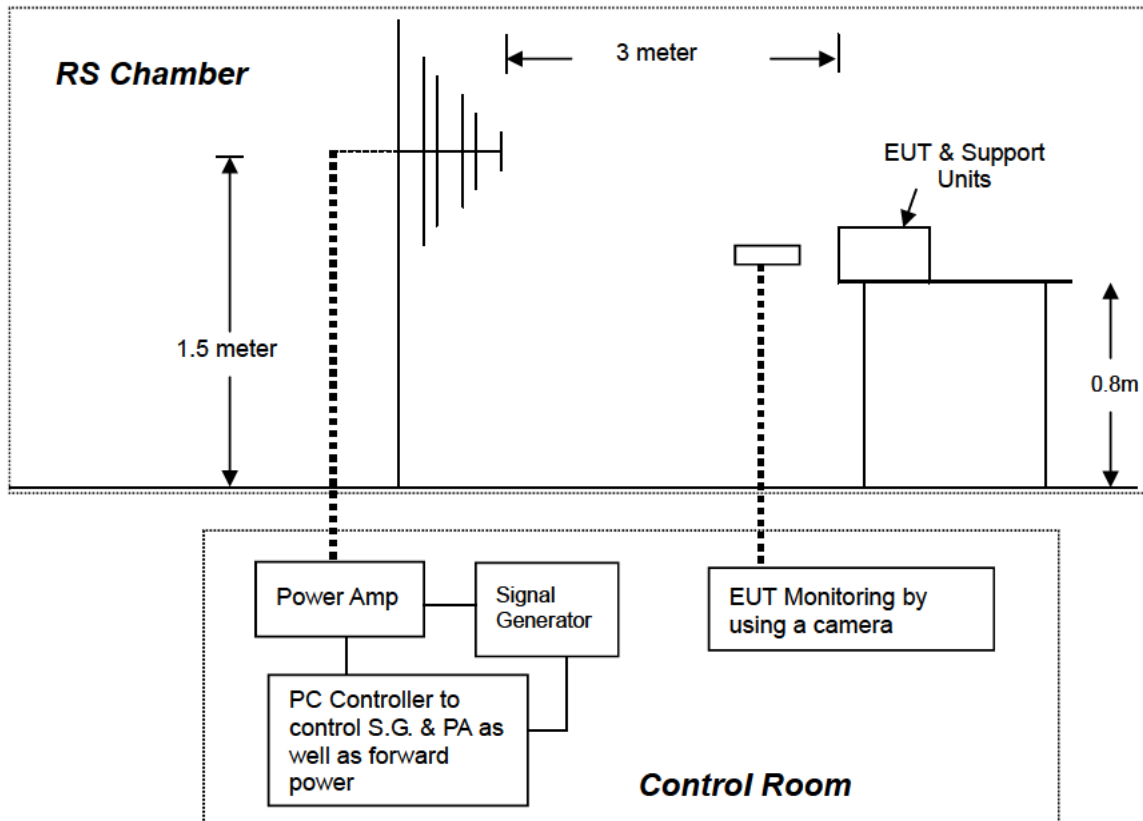 RS Chamber
3 meter
EUT & Support
Units
1.5 meter
0.8m
Power Amp
Signal
Generator
EUT Monitoring by
using a camera
PC Controller to
control S.G. & PA as
well as forward
power
Control Room